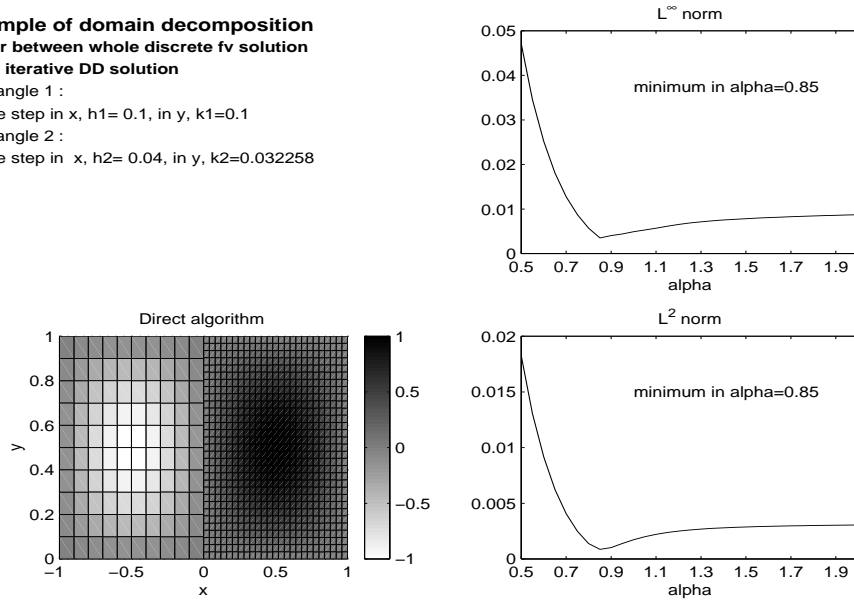 mple of domain decomposition
r between whole discrete fv solution
iterative DD solution
angle 1 :
e step in x, h1= 0.1, in y, k1=0.1
angle 2 :
e step in x, h2= 0.04, in y, k2=0.032258
L∞ norm
0.05
0.04
0.03
0.02
0.01
0
minimum in alpha=0.85
0.5 0.7 0.9 1.1 1.3 1.5 1.7 1.9
alpha
Direct algorithm
1
0.8
0.6
0.4
0.2
0
y
−1 −0.5 0 0.5 1
x
1
0.5
0
−0.5
−1
L2 norm
0.02
0.015
0.01
0.005
0
minimum in alpha=0.85
0.5 0.7 0.9 1.1 1.3 1.5 1.7 1.9
alpha